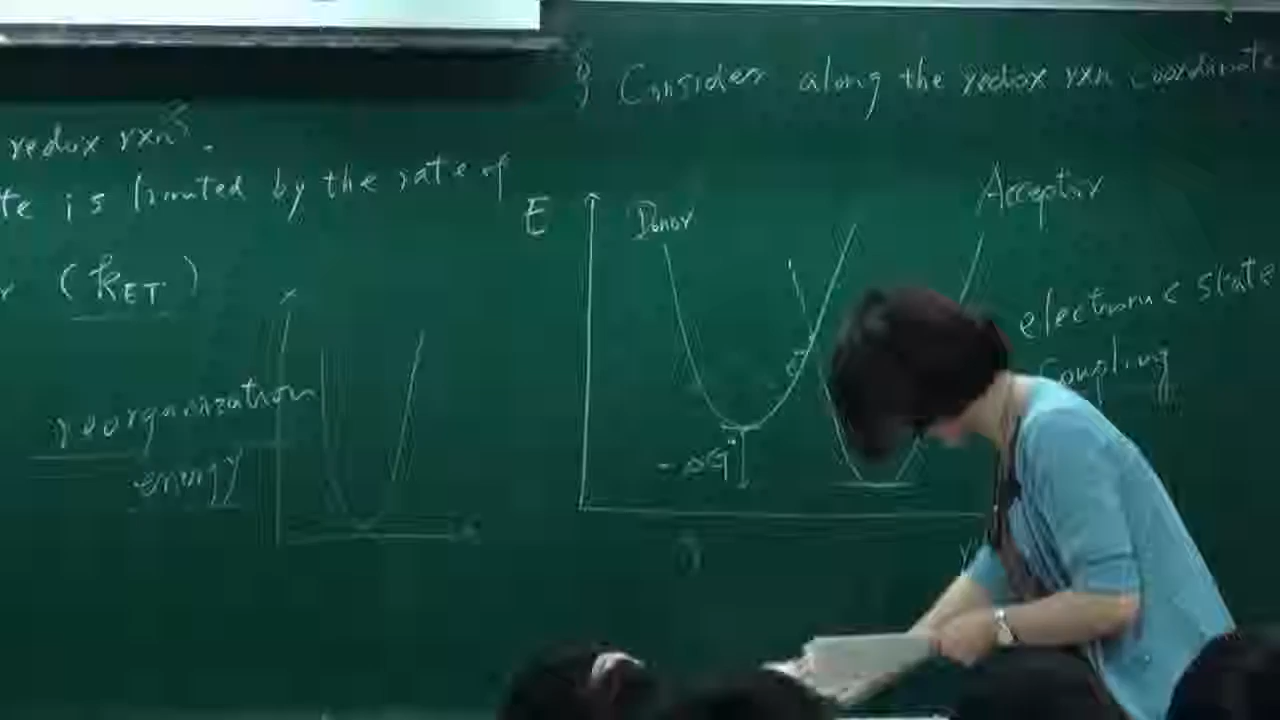 redox rxn's.
te is limited by the rate of
(kET)
reorganization
energy
Consider along the redox rxn coordinate
E
Donor
Acceptor
electronic state
coupling
e-
-ΔG°